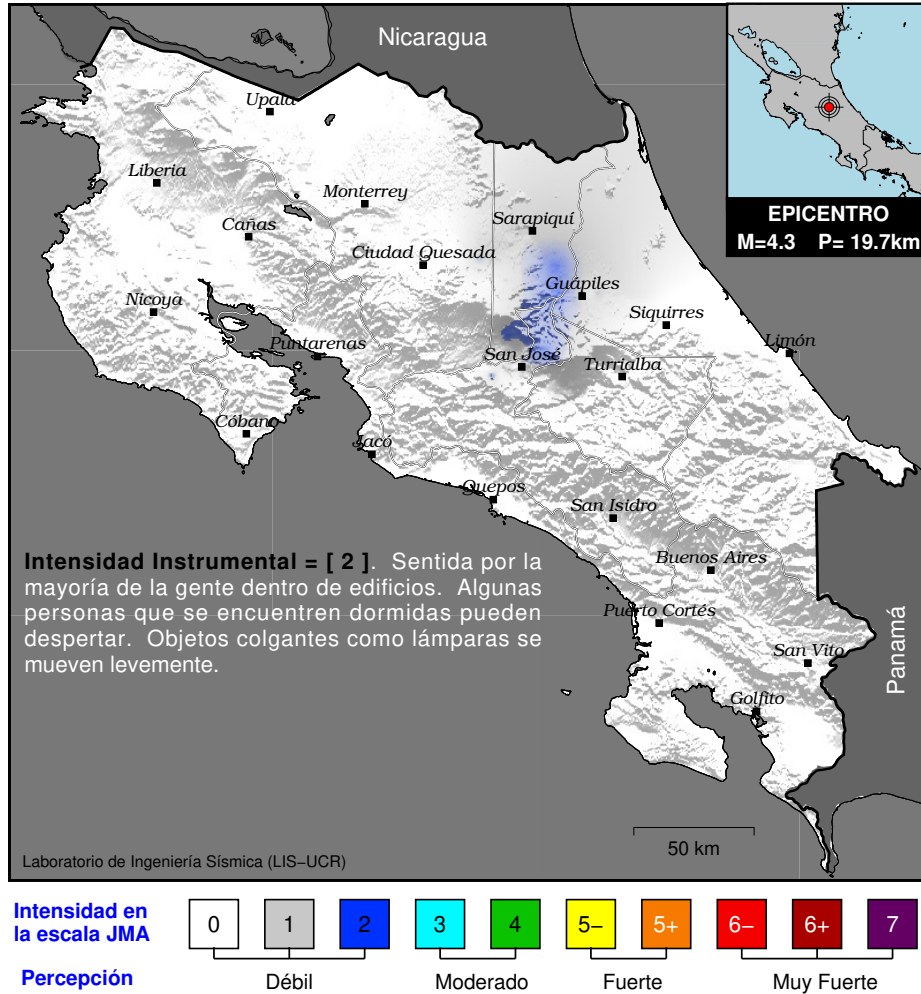 Nicaragua
EPICENTRO
M=4.3 P= 19.7km
Upala
Liberia
Monterrey
Cañas
Sarapiquí
Ciudad Quesada
Guápiles
Nicoya
Siquirres
Puntarenas
San José
Limón
Turrialba
Cóbano
Jacó
Quepos
San Isidro
Buenos Aires
Puerto Cortés
San Vito
Golfito
Panamá
Intensidad Instrumental = [ 2 ]. Sentida por la
mayoría de la gente dentro de edificios. Algunas
personas que se encuentren dormidas pueden
despertar. Objetos colgantes como lámparas se
mueven levemente.
50 km
Laboratorio de Ingeniería Sísmica (LIS−UCR)
Intensidad en
la escala JMA
0 1 2 3 4 5− 5+ 6− 6+ 7
Percepción
Débil Moderado Fuerte Muy Fuerte